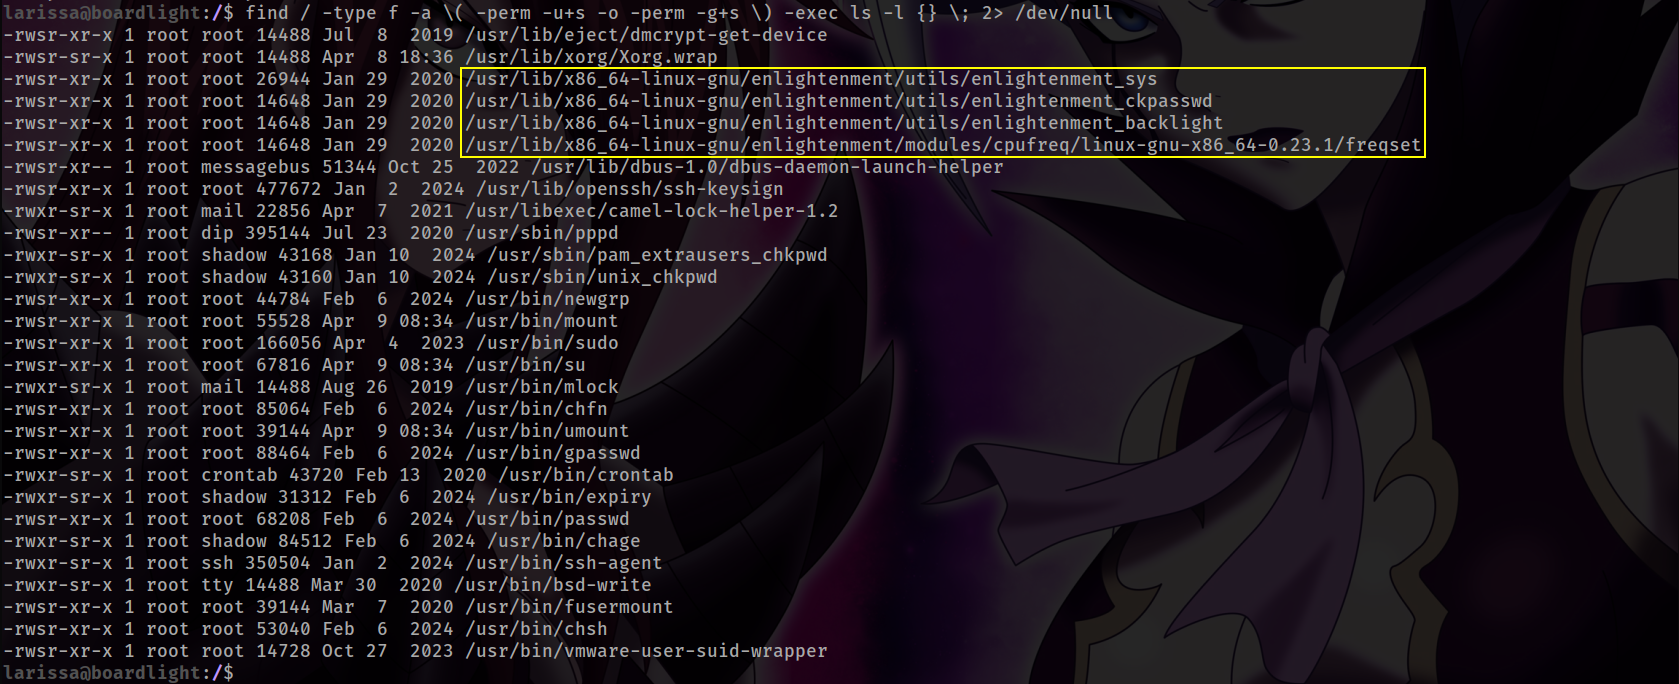 larissa@boardlight:/$ find / -type f -a \( -perm -u+s -o -perm -g+s \) -exec ls -l {} \; 2> /dev/null
-rwsr-xr-x 1 root root 14488 Jul  8  2019 /usr/lib/eject/dmcrypt-get-device
-rwsr-sr-x 1 root root 14488 Apr  8 18:36 /usr/lib/xorg/Xorg.wrap
-rwsr-xr-x 1 root root 26944 Jan 29  2020 /usr/lib/x86_64-linux-gnu/enlightenment/utils/enlightenment_sys
-rwsr-xr-x 1 root root 14648 Jan 29  2020 /usr/lib/x86_64-linux-gnu/enlightenment/utils/enlightenment_ckpasswd
-rwsr-xr-x 1 root root 14648 Jan 29  2020 /usr/lib/x86_64-linux-gnu/enlightenment/utils/enlightenment_backlight
-rwsr-xr-x 1 root root 14648 Jan 29  2020 /usr/lib/x86_64-linux-gnu/enlightenment/modules/cpufreq/linux-gnu-x86_64-0.23.1/freqset
-rwsr-xr-- 1 root messagebus 51344 Oct 25  2022 /usr/lib/dbus-1.0/dbus-daemon-launch-helper
-rwsr-xr-x 1 root root 477672 Jan  2  2024 /usr/lib/openssh/ssh-keysign
-rwxr-sr-x 1 root mail 22856 Apr  7  2021 /usr/libexec/camel-lock-helper-1.2
-rwsr-xr-- 1 root dip 395144 Jul 23  2020 /usr/sbin/pppd
-rwxr-sr-x 1 root shadow 43168 Jan 10  2024 /usr/sbin/pam_extrausers_chkpwd
-rwxr-sr-x 1 root shadow 43160 Jan 10  2024 /usr/sbin/unix_chkpwd
-rwsr-xr-x 1 root root 44784 Feb  6  2024 /usr/bin/newgrp
-rwsr-xr-x 1 root root 55528 Apr  9 08:34 /usr/bin/mount
-rwsr-xr-x 1 root root 166056 Apr  4  2023 /usr/bin/sudo
-rwsr-xr-x 1 root root 67816 Apr  9 08:34 /usr/bin/su
-rwxr-sr-x 1 root mail 14488 Aug 26  2019 /usr/bin/mlock
-rwsr-xr-x 1 root root 85064 Feb  6  2024 /usr/bin/chfn
-rwsr-xr-x 1 root root 39144 Apr  9 08:34 /usr/bin/umount
-rwsr-xr-x 1 root root 88464 Feb  6  2024 /usr/bin/gpasswd
-rwxr-sr-x 1 root crontab 43720 Feb 13  2020 /usr/bin/crontab
-rwxr-sr-x 1 root shadow 31312 Feb  6  2024 /usr/bin/expiry
-rwsr-xr-x 1 root root 68208 Feb  6  2024 /usr/bin/passwd
-rwxr-sr-x 1 root shadow 84512 Feb  6  2024 /usr/bin/chage
-rwxr-sr-x 1 root ssh 350504 Jan  2  2024 /usr/bin/ssh-agent
-rwxr-sr-x 1 root tty 14488 Mar 30  2020 /usr/bin/bsd-write
-rwsr-xr-x 1 root root 39144 Mar  7  2020 /usr/bin/fusermount
-rwsr-xr-x 1 root root 53040 Feb  6  2024 /usr/bin/chsh
-rwsr-xr-x 1 root root 14728 Oct 27  2023 /usr/bin/vmware-user-suid-wrapper
larissa@boardlight:/$